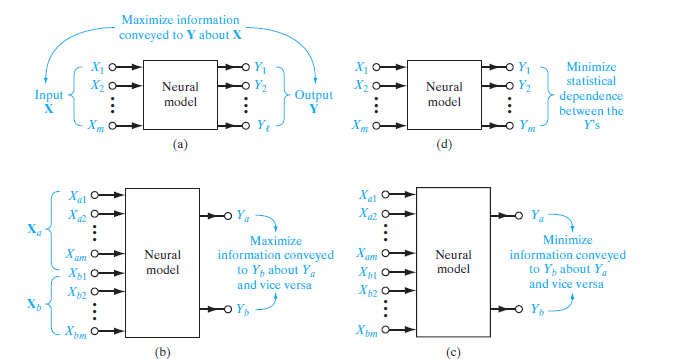 Maximize information
conveyed to Y about X
Input
X
X1
X2
Xm
Neural
model
Y1
Y2
Yℓ
Output
Y
(a)
X1
X2
Xm
Neural
model
Y1
Y2
Ym
Minimize
statistical
dependence
between the
Y's
(d)
Xa
Xb
Xa1
Xa2
Xam
Xb1
Xb2
Xbm
Neural
model
Ya
Maximize
information conveyed
to Yb about Ya
and vice versa
Yb
(b)
Xa1
Xa2
Xam
Xb1
Xb2
Xbm
Neural
model
Ya
Minimize
information conveyed
to Yb about Ya
and vice versa
Yb
(c)